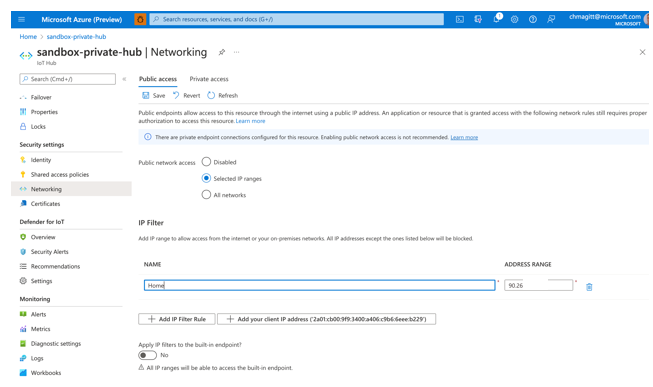 Microsoft Azure (Preview)
Search resources, services, and docs (G+/)
1
chmagitt@microsoft.com
MICROSOFT
Home > sandbox-private-hub
sandbox-private-hub | Networking
IoT Hub
Search (Cmd+/)
Failover
Properties
Locks
Security settings
Identity
Shared access policies
Networking
Certificates
Defender for IoT
Overview
Security Alerts
Recommendations
Settings
Monitoring
Alerts
Metrics
Diagnostic settings
Logs
Workbooks
Public access Private access
Save Revert Refresh
Public endpoints allow access to this resource through the internet using a public IP address. An application or resource that is granted access with the following network rules still requires proper
authorization to access this resource. Learn more
There are private endpoint connections configured for this resource. Enabling public network access is not recommended. Learn more
Public network access Disabled
Selected IP ranges
All networks
IP Filter
Add IP range to allow access from the internet or your on-premises networks. All IP addresses except the ones listed below will be blocked.
NAME ADDRESS RANGE
Home * 90.26 *
Add IP Filter Rule Add your client IP address ('2a01:cb00:9f9:3400:a406:c9b6:6eee:b229')
Apply IP filters to the built-in endpoint?
No
All IP ranges will be able to access the built-in endpoint.